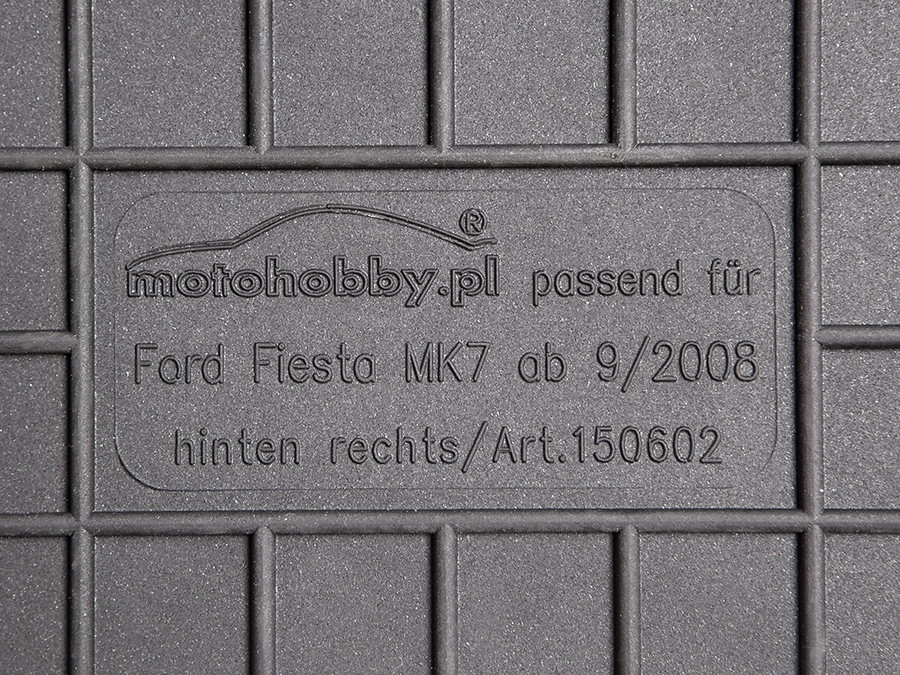 ®
motohobby.pl passend für
Ford Fiesta MK7 ab 9/2008
hinten rechts/Art.150602